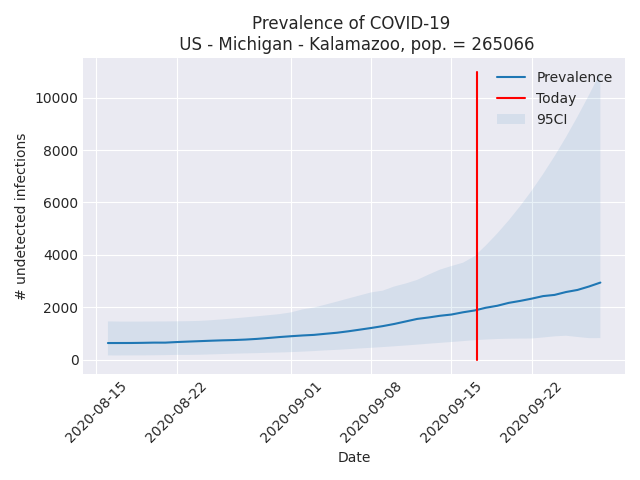 Prevalence of COVID-19
US - Michigan - Kalamazoo, pop. = 265066
Prevalence
Today
95CI
10000
8000
6000
4000
2000
0
# undetected infections
2020-08-15
2020-08-22
2020-09-01
2020-09-08
2020-09-15
2020-09-22
Date